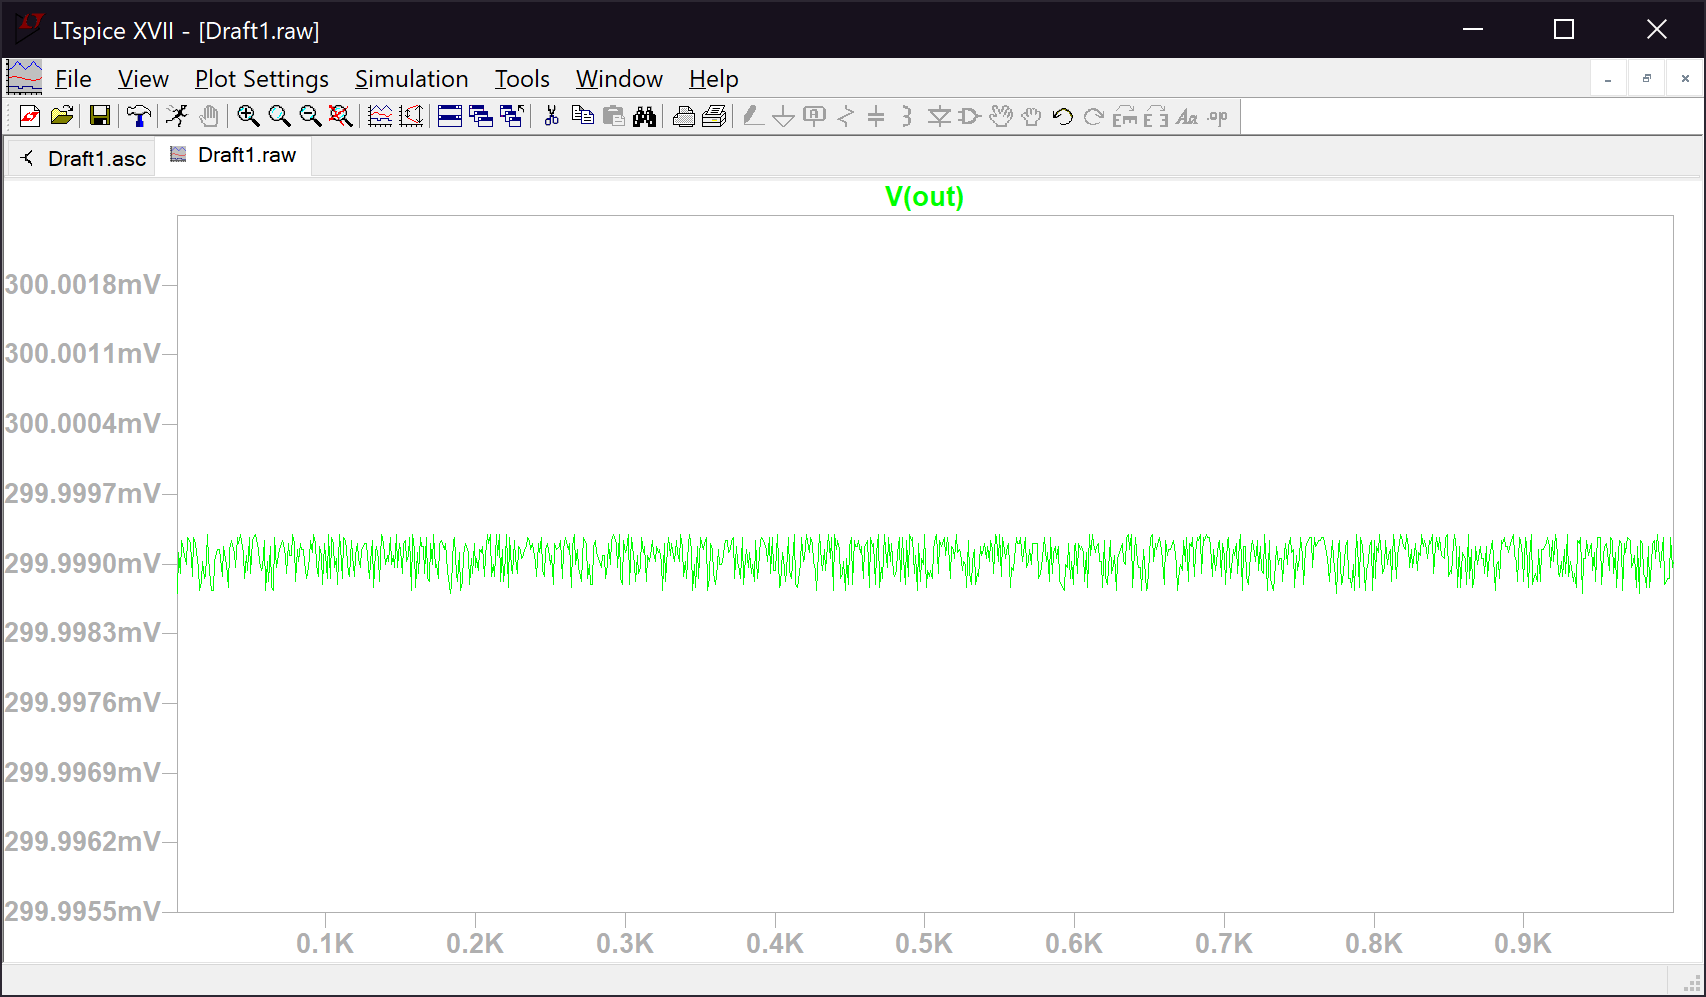 LTspice XVII - [Draft1.raw]
File View Plot Settings Simulation Tools Window Help
Draft1.asc Draft1.raw
V(out)
300.0018mV
300.0011mV
300.0004mV
299.9997mV
299.9990mV
299.9983mV
299.9976mV
299.9969mV
299.9962mV
299.9955mV
0.1K 0.2K 0.3K 0.4K 0.5K 0.6K 0.7K 0.8K 0.9K